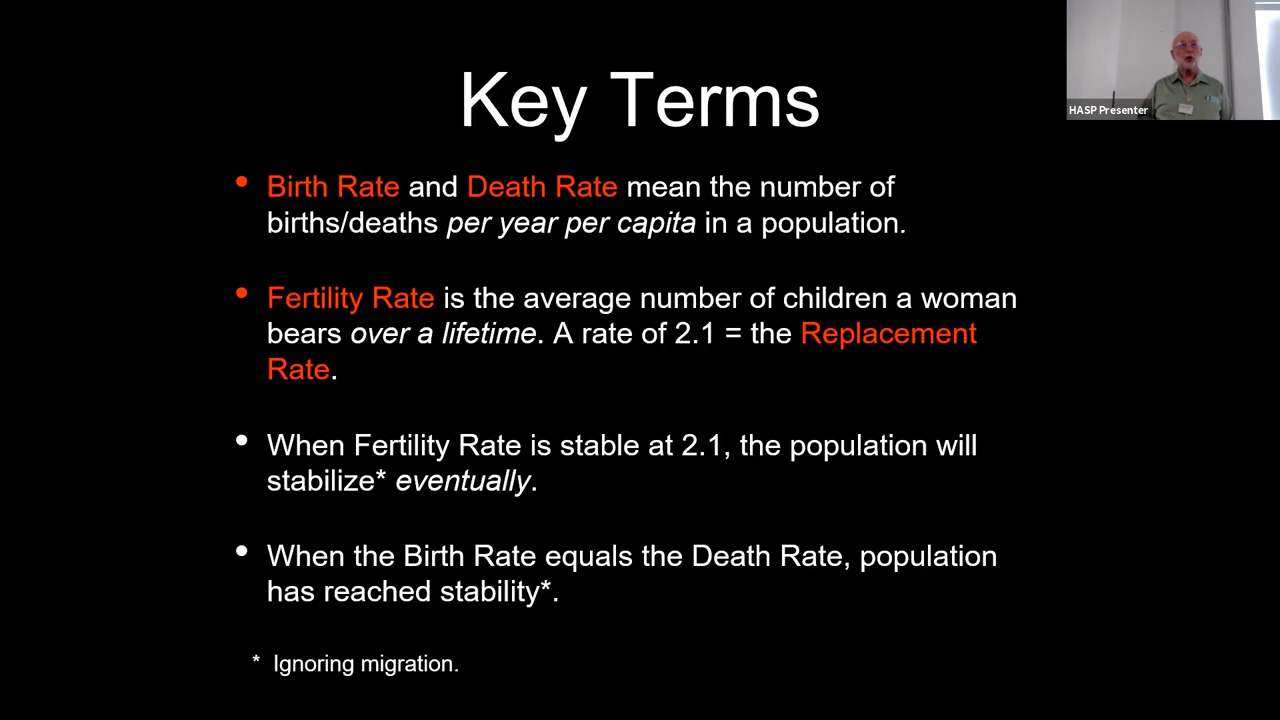 Key Terms
HASP Presenter
• Birth Rate and Death Rate mean the number of
births/deaths per year per capita in a population.
• Fertility Rate is the average number of children a woman
bears over a lifetime. A rate of 2.1 = the Replacement
Rate.
• When Fertility Rate is stable at 2.1, the population will
stabilize* eventually.
• When the Birth Rate equals the Death Rate, population
has reached stability*.
* Ignoring migration.